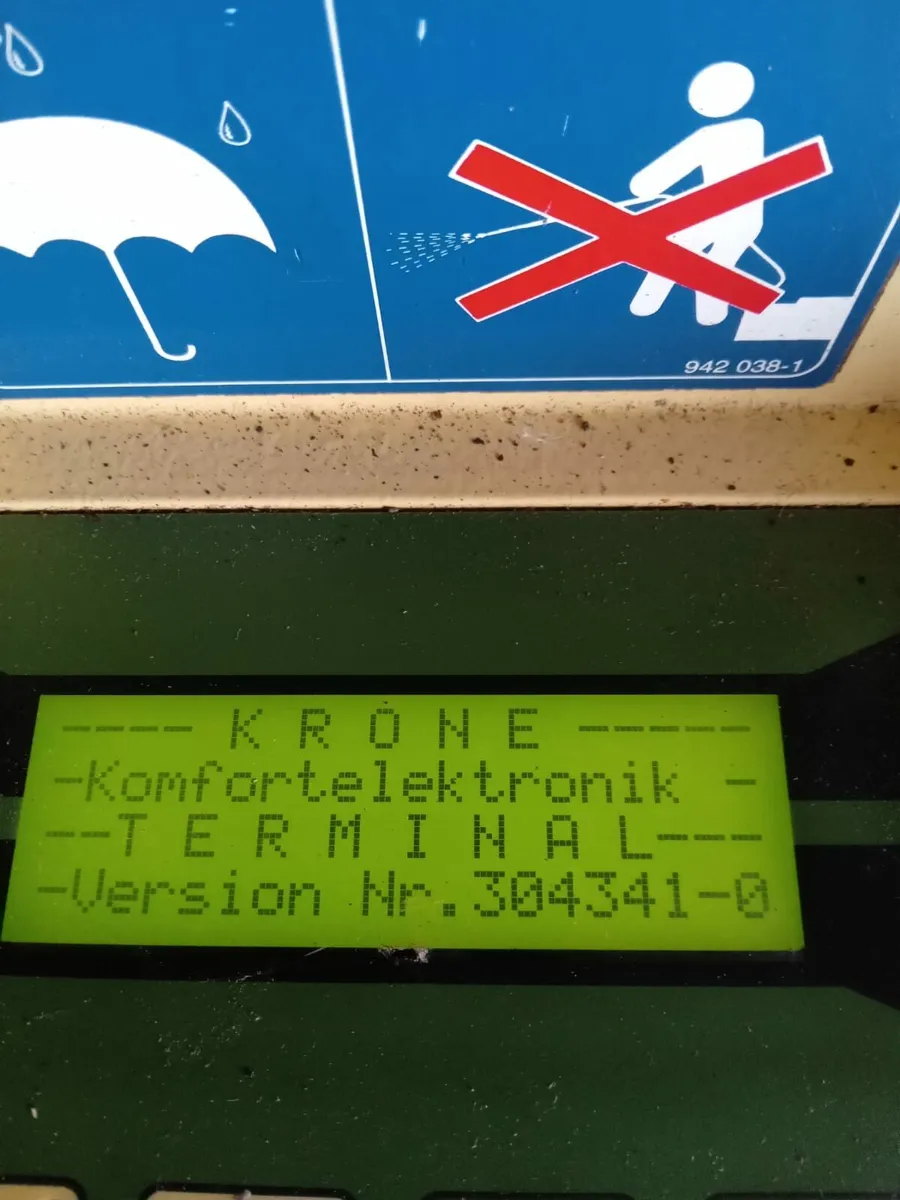 942 038-1
---- K R O N E -----
-Komfortelektronik -
--T E R M I N A L---
-Version Nr.304341-0